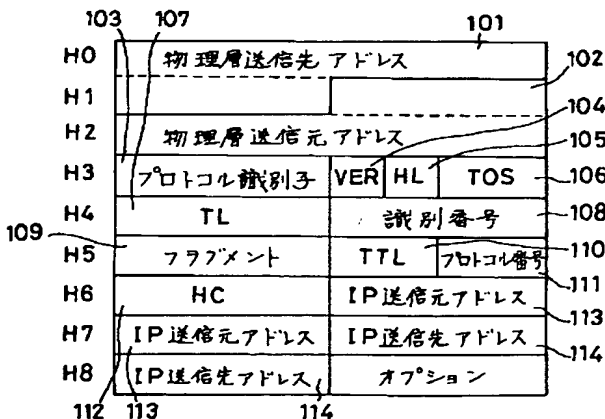 103 107 101
H0 物理層送信先アドレス
102
H1
104
H2 物理層送信元アドレス
105
H3 プロトコル識別子 VER HL TOS 106
H4 TL 識別番号 108
109 110
H5 フラグメント TTL プロトコル番号
111
H6 HC IP送信元アドレス
113
H7 IP送信元アドレス IP送信先アドレス
114
H8 IP送信先アドレス オプション
112 113 114